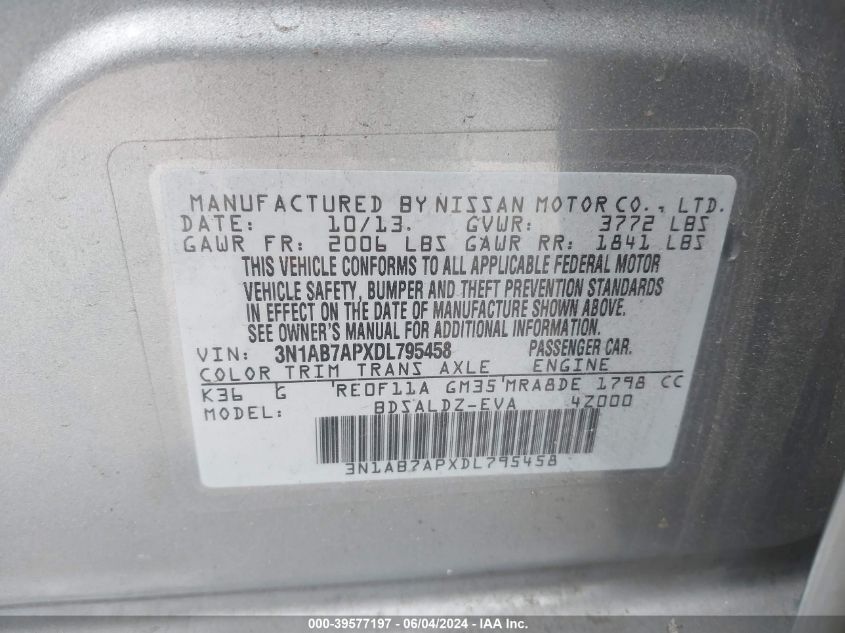 MANUFACTURED BY NISSAN MOTOR CO., LTD.
DATE: 10/13. GVWR: 3772 LBS
GAWR FR: 2006 LBS GAWR RR: 1841 LBS
THIS VEHICLE CONFORMS TO ALL APPLICABLE FEDERAL MOTOR
VEHICLE SAFETY, BUMPER AND THEFT PREVENTION STANDARDS
IN EFFECT ON THE DATE OF MANUFACTURE SHOWN ABOVE.
SEE OWNER'S MANUAL FOR ADDITIONAL INFORMATION.
VIN: 3N1AB7APXDL795458 PASSENGER CAR.
COLOR TRIM TRANS AXLE ENGINE
K36 G RE0F11A GM35 MRA8DE 1798 CC
MODEL: BDSALDZ-EVA 4Z000
3N1AB7APXDL795458
000-39577197 - 06/04/2024 - IAA Inc.